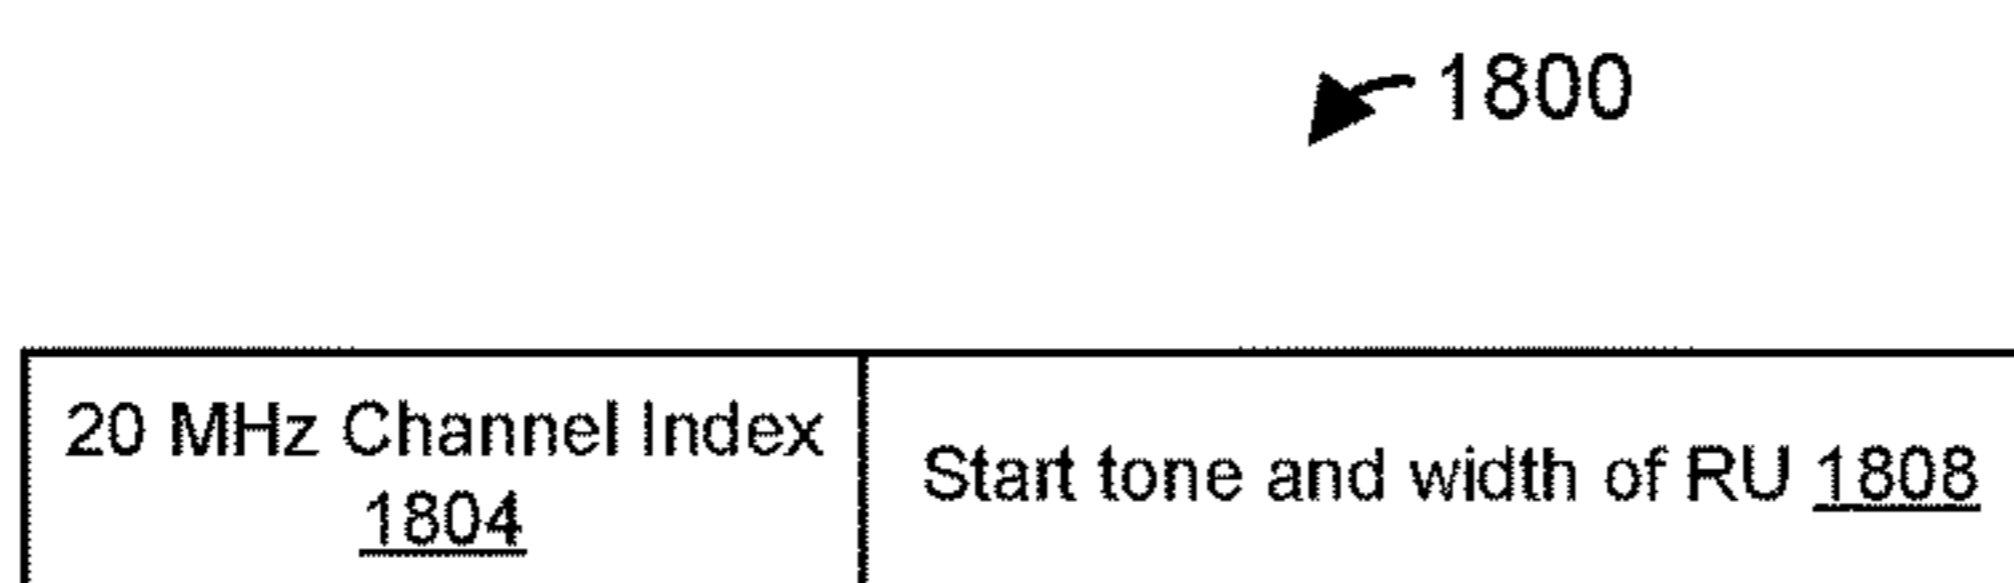 1800
20 MHz Channel Index
1804
Start tone and width of RU 1808